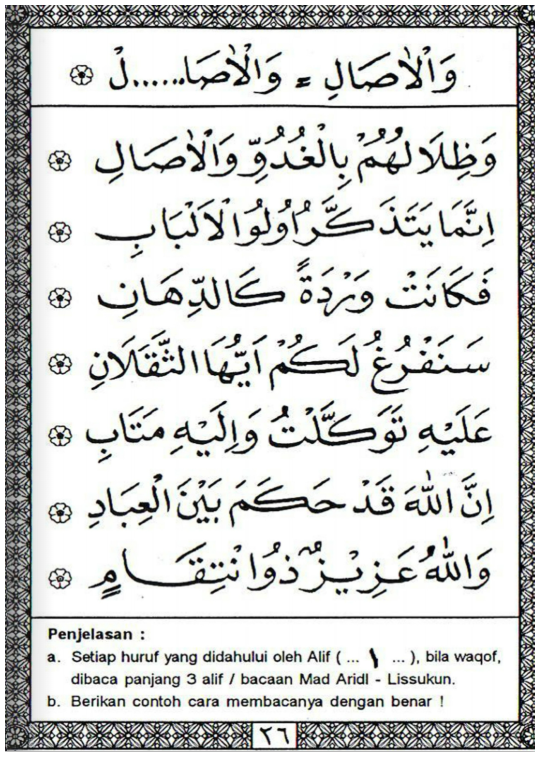 وَالْاٰصَالِ = وَالْاٰصَا......لْ
وَظِلَالُهُمْ بِالْغُدُوِّ وَالْاٰصَالِ
اِنَّمَا يَتَذَكَّرُ اُولُوا الْاَلْبَابِ
فَكَانَتْ وَرْدَةً كَالدِّهَانِ
سَنَفْرُغُ لَكُمْ اَيُّهَا الثَّقَلَانِ
عَلَيْهِ تَوَكَّلْتُ وَاِلَيْهِ مَتَابِ
اِنَّ اللّٰهَ قَدْ حَكَمَ بَيْنَ الْعِبَادِ
وَاللّٰهُ عَزِيْزٌ ذُوانْتِقَامٍ
Penjelasan :
a. Setiap huruf yang didahului oleh Alif ( ... ١ ... ), bila waqof,
dibaca panjang 3 alif / bacaan Mad Aridl - Lissukun.
b. Berikan contoh cara membacanya dengan benar !
٢٦